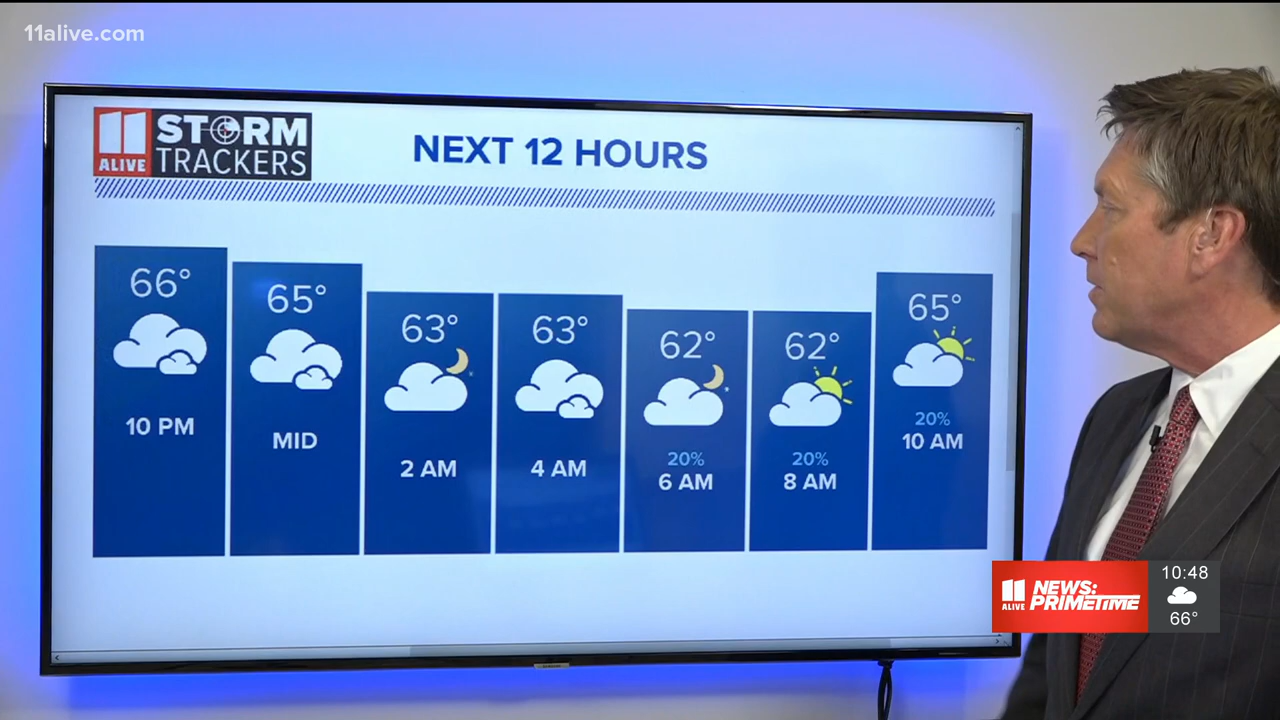 11alive.com
11 ALIVE
STORM
TRACKERS
NEXT 12 HOURS
66°
10 PM
65°
MID
63°
2 AM
63°
4 AM
62°
20%
6 AM
62°
20%
8 AM
65°
20%
10 AM
11 ALIVE
NEWS:
PRIMETIME
10:48
66°